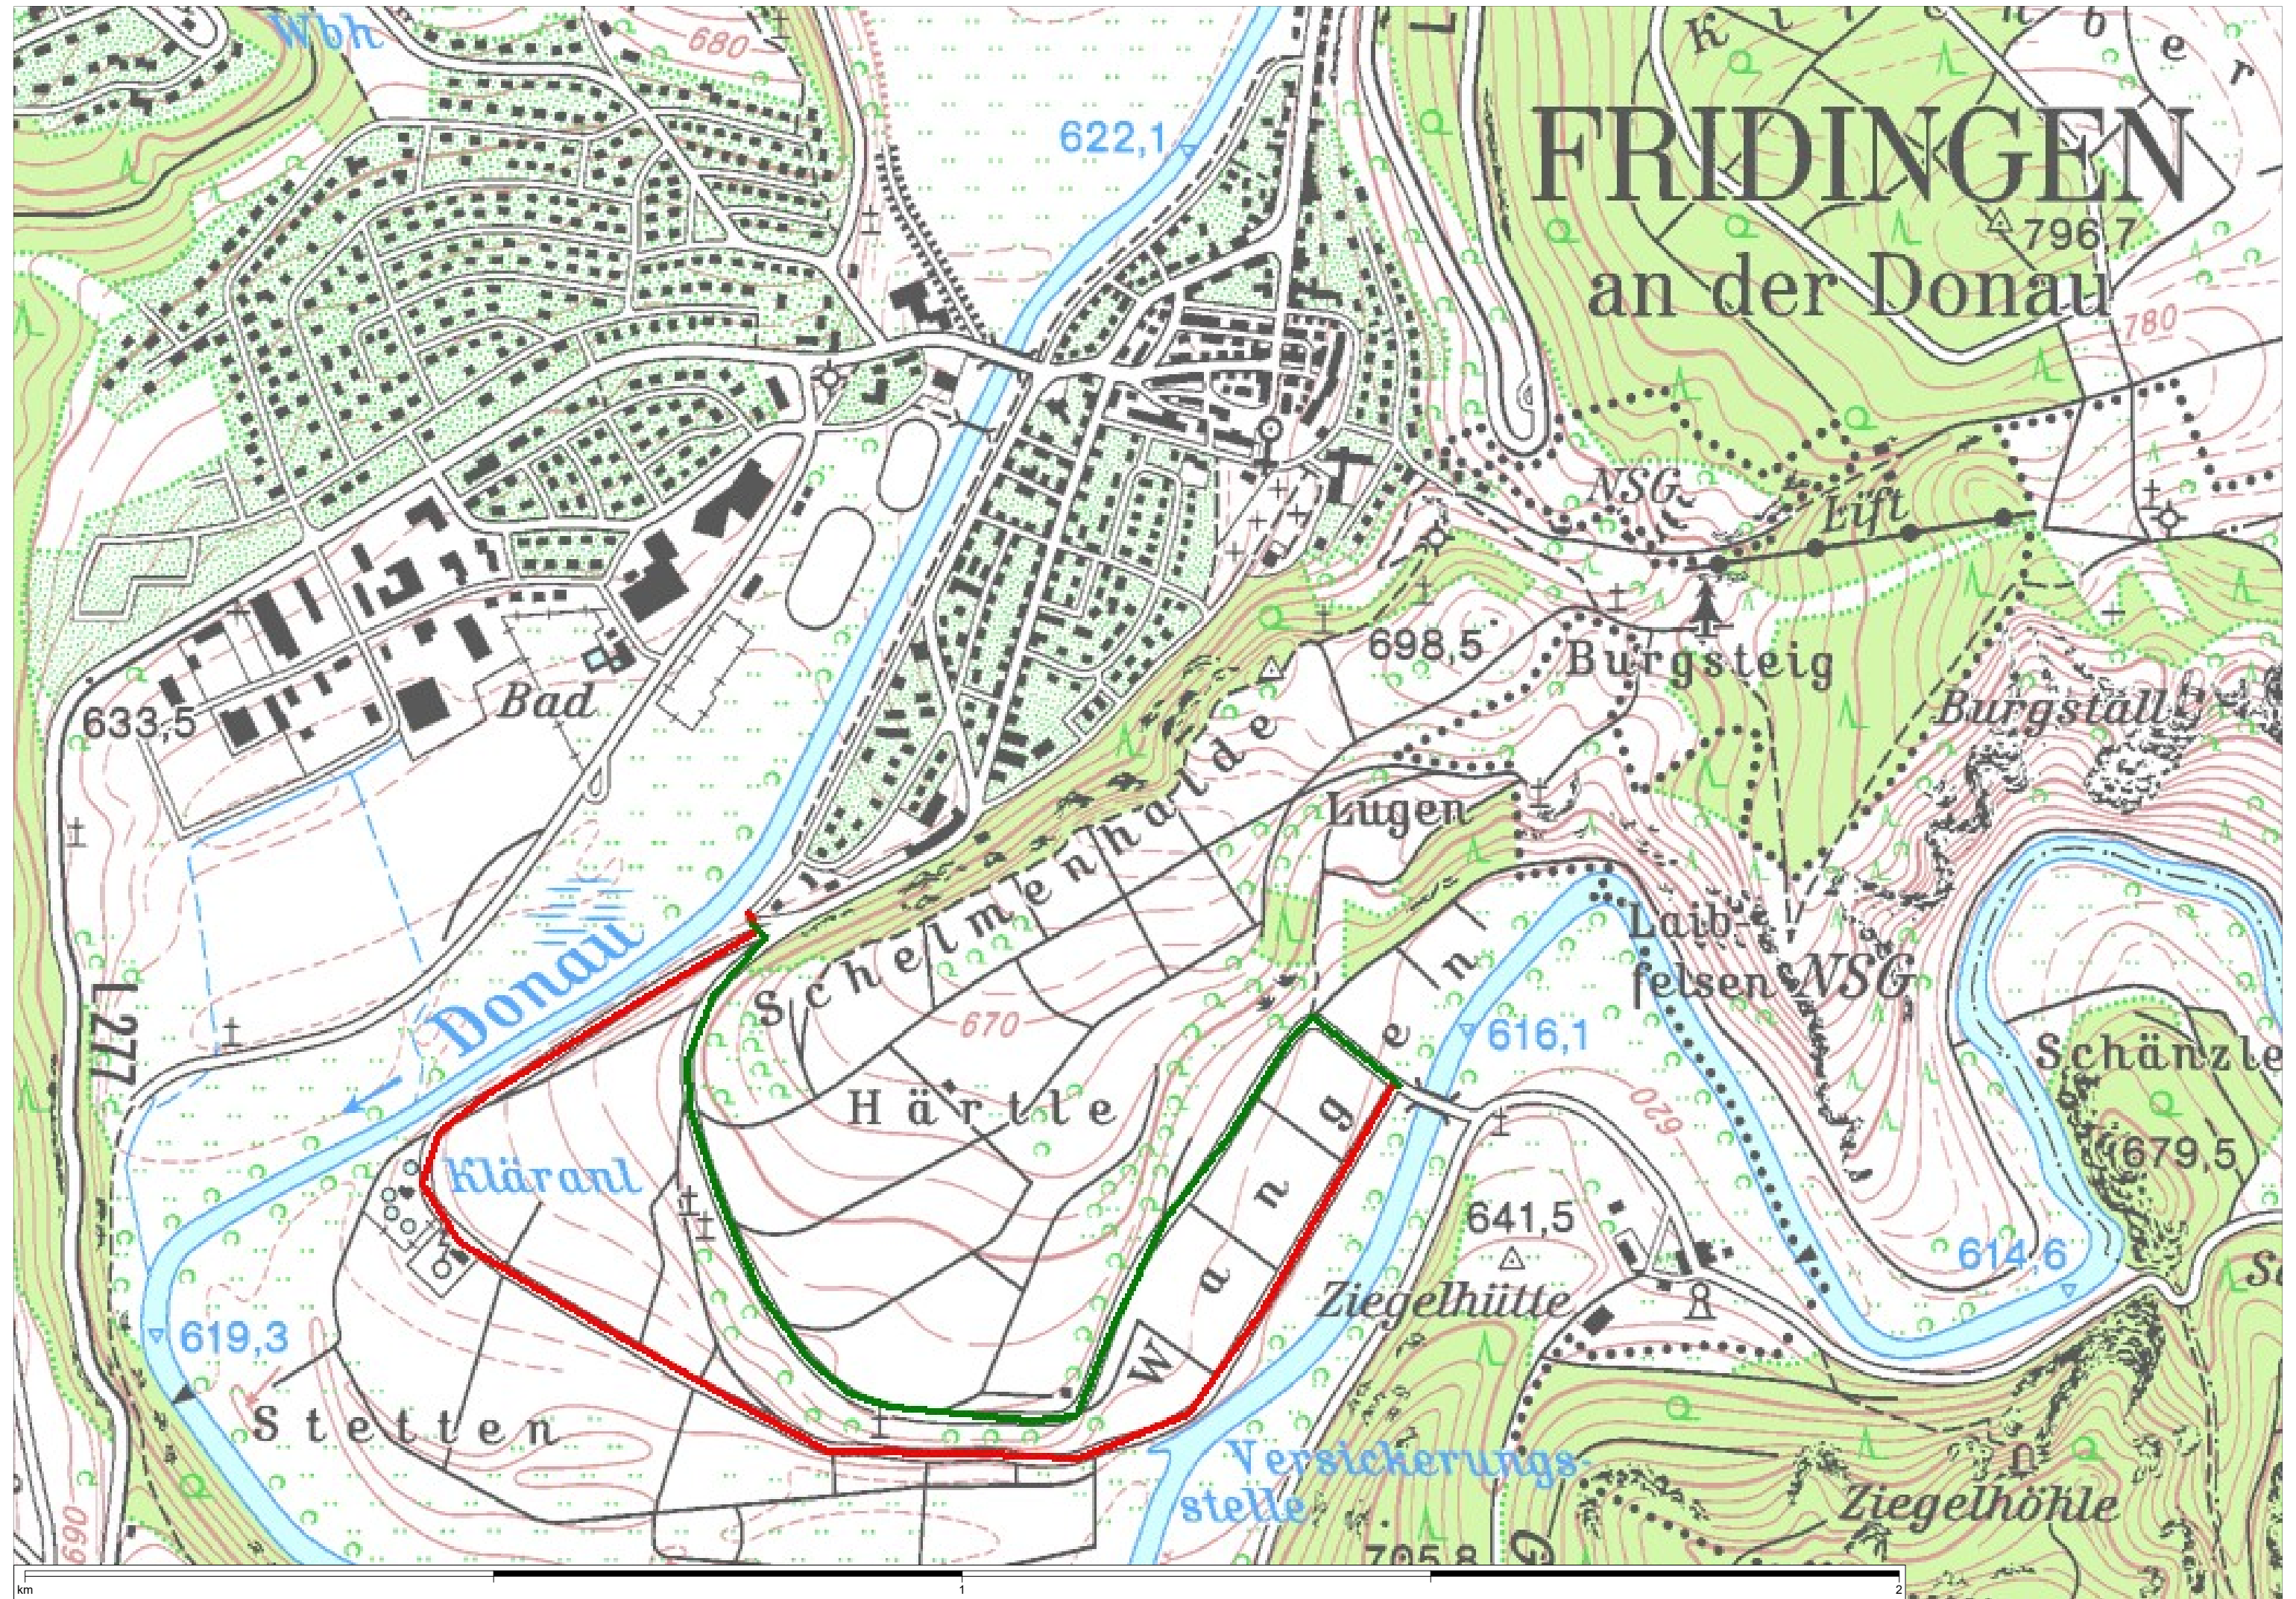 Wbh
680
L
K i r c h b e r
622,1
FRIDINGEN
an der Donau
796,7
780
NSG
Lift
698,5
Burgsteig
Burgställ
Bad
633,5
Schelmenhalde
Lugen
Laib-
felsen
NSG
Donau
L 277
670
616,1
Schänzle
Härtle
620
679,5
Kläranl
641,5
Wangen
614,6
Ziegelhütte
619,3
Stetten
Versickerungs-
stelle
Ziegelhöhle
690
705,8
G
km
1
2